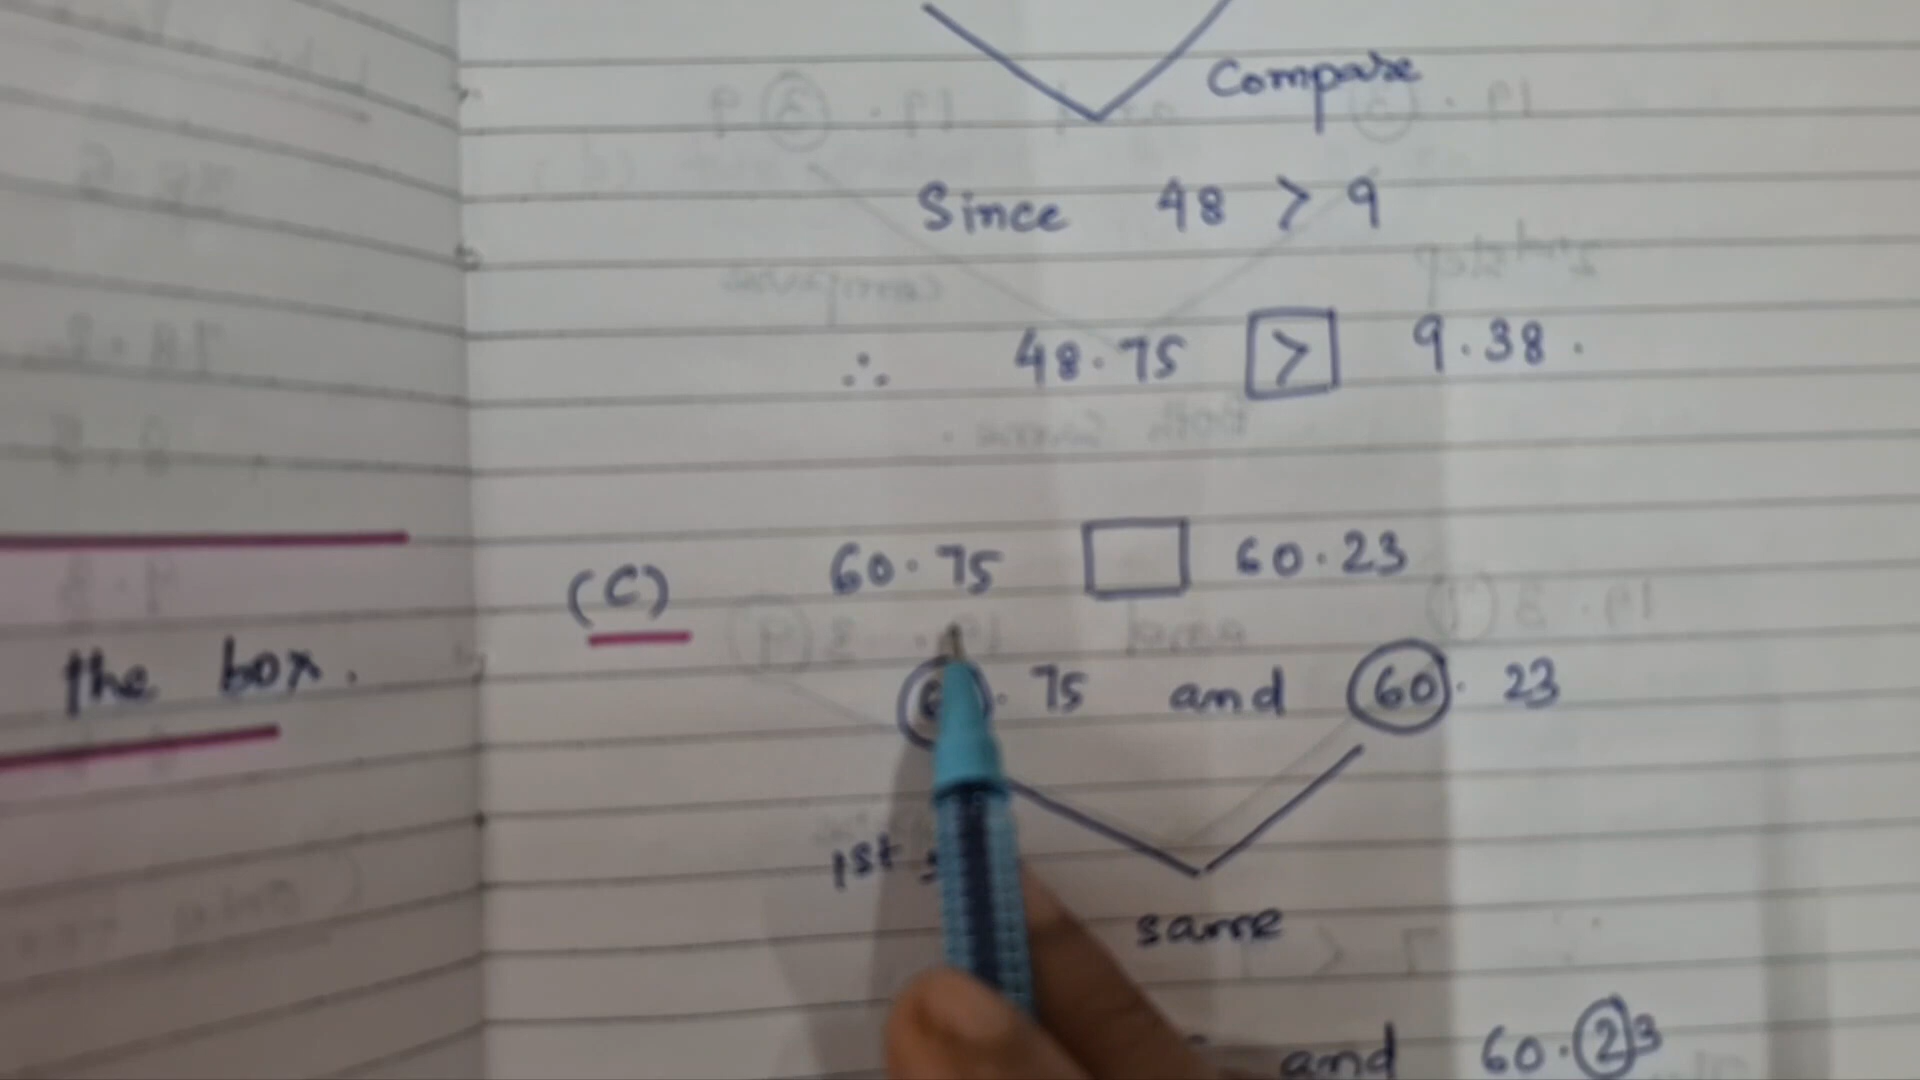 Compare
Since 48 > 9
∴ 48.75 > 9.38.
(C) 60.75 60.23
the box.
.75 and 60.23
1st
same
and 60.23